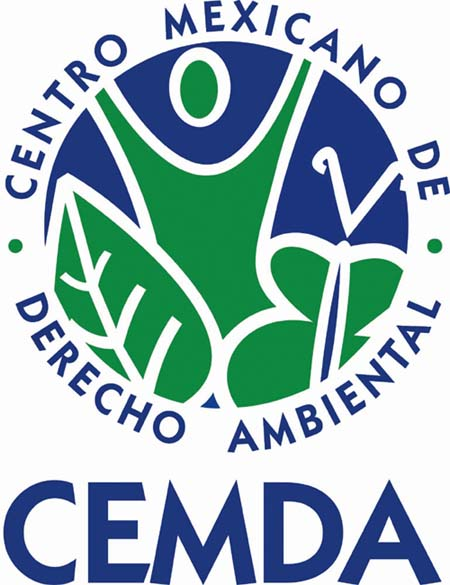 CENTRO MEXICANO DE
DERECHO AMBIENTAL
CEMDA